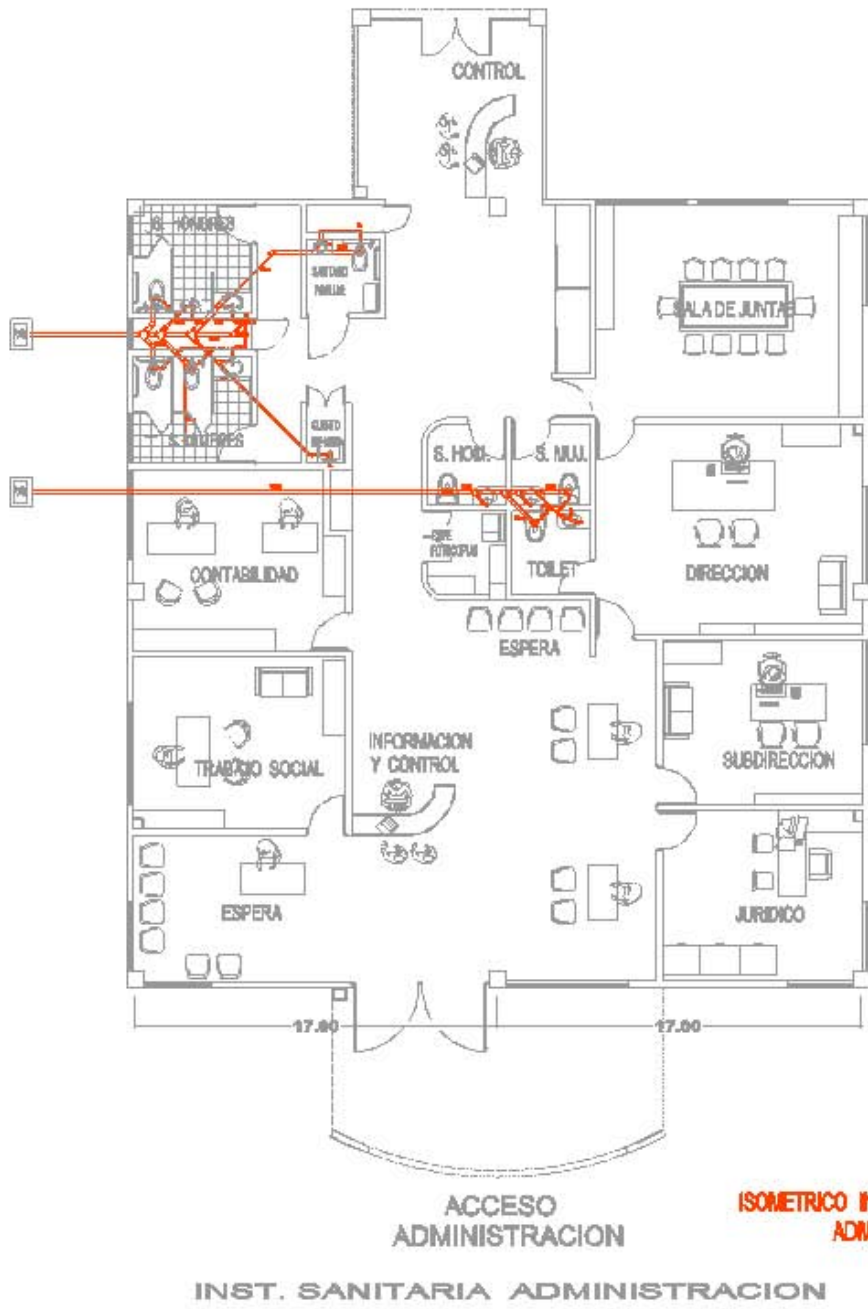 CONTROL
S. HOMBRES
SALA DE JUNTAS
S. MUJERES
S. HOM.
S. MUJ.
CONTABILIDAD
TOILET
DIRECCION
ESPERA
INFORMACION
Y CONTROL
TRABAJO SOCIAL
SUBDIRECCION
ESPERA
JURIDICO
17.00
17.00
ACCESO
ADMINISTRACION
ISOMETRICO
INST. SANITARIA ADMINISTRACION